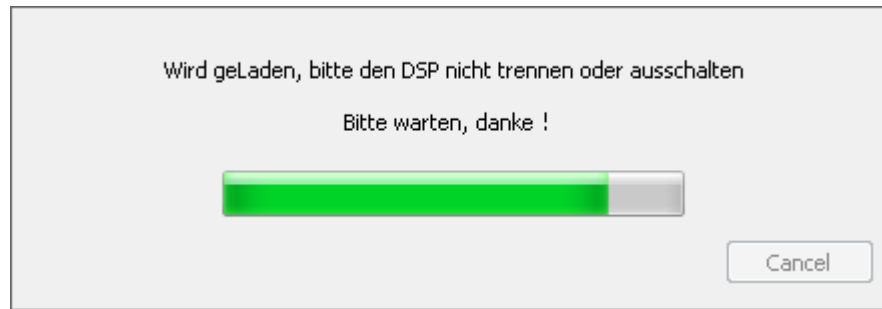 Wird geLaden, bitte den DSP nicht trennen oder ausschalten
Bitte warten, danke !
Cancel